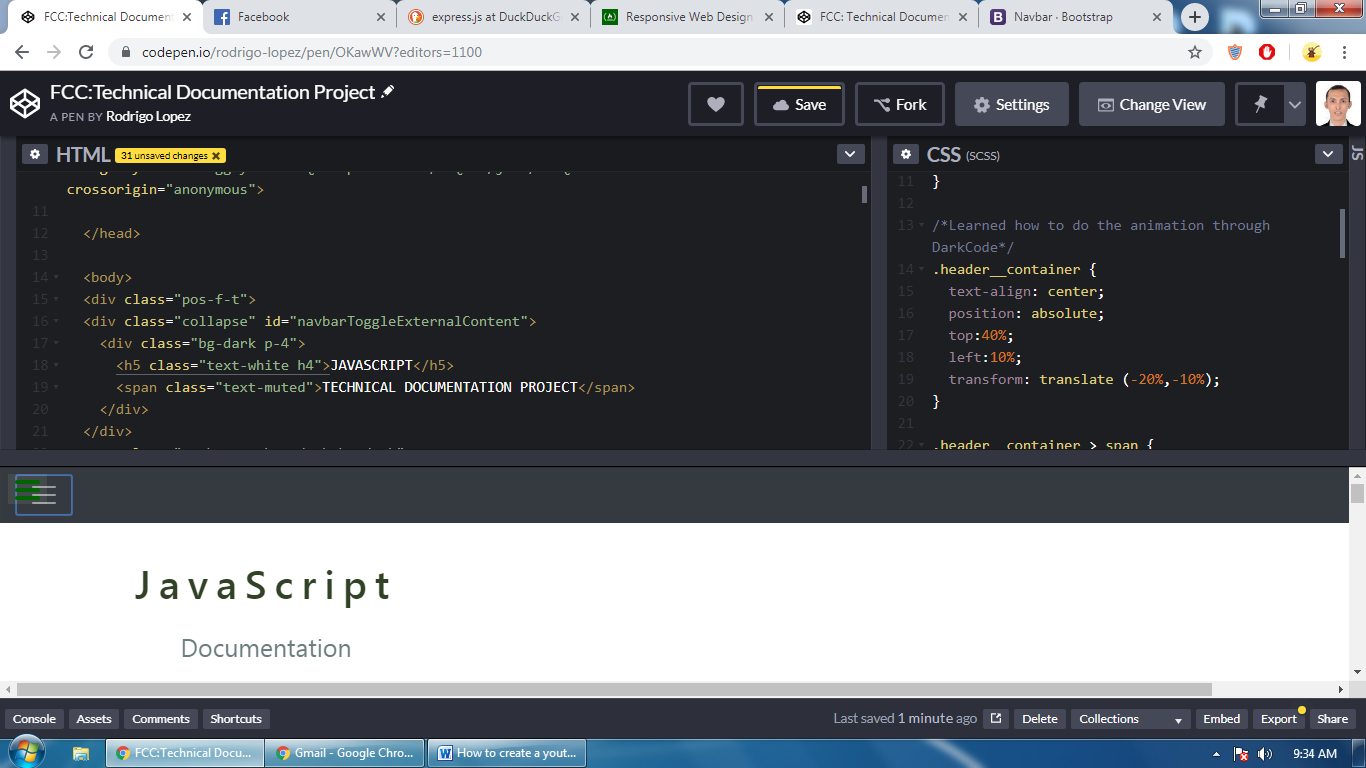 FCC:Technical Document
Facebook
express.js at DuckDuckG
Responsive Web Design
FCC: Technical Documen
Navbar · Bootstrap
codepen.io/rodrigo-lopez/pen/OKawWV?editors=1100
FCC:Technical Documentation Project
A PEN BY Rodrigo Lopez
Save
Fork
Settings
Change View
HTML
31 unsaved changes
crossorigin="anonymous">
11
12 </head>
13
14 <body>
15 <div class="pos-f-t">
16 <div class="collapse" id="navbarToggleExternalContent">
17 <div class="bg-dark p-4">
18 <h5 class="text-white h4">JAVASCRIPT</h5>
19 <span class="text-muted">TECHNICAL DOCUMENTATION PROJECT</span>
20 </div>
21 </div>
CSS (SCSS)
JS
11 }
12
13 /*Learned how to do the animation through
DarkCode*/
14 .header__container {
15 text-align: center;
16 position: absolute;
17 top:40%;
18 left:10%;
19 transform: translate (-20%,-10%);
20 }
21
22 .header__container > span {
JavaScript
Documentation
Console
Assets
Comments
Shortcuts
Last saved 1 minute ago
Delete
Collections
Embed
Export
Share
FCC:Technical Docu...
Gmail - Google Chro...
How to create a yout...
9:34 AM